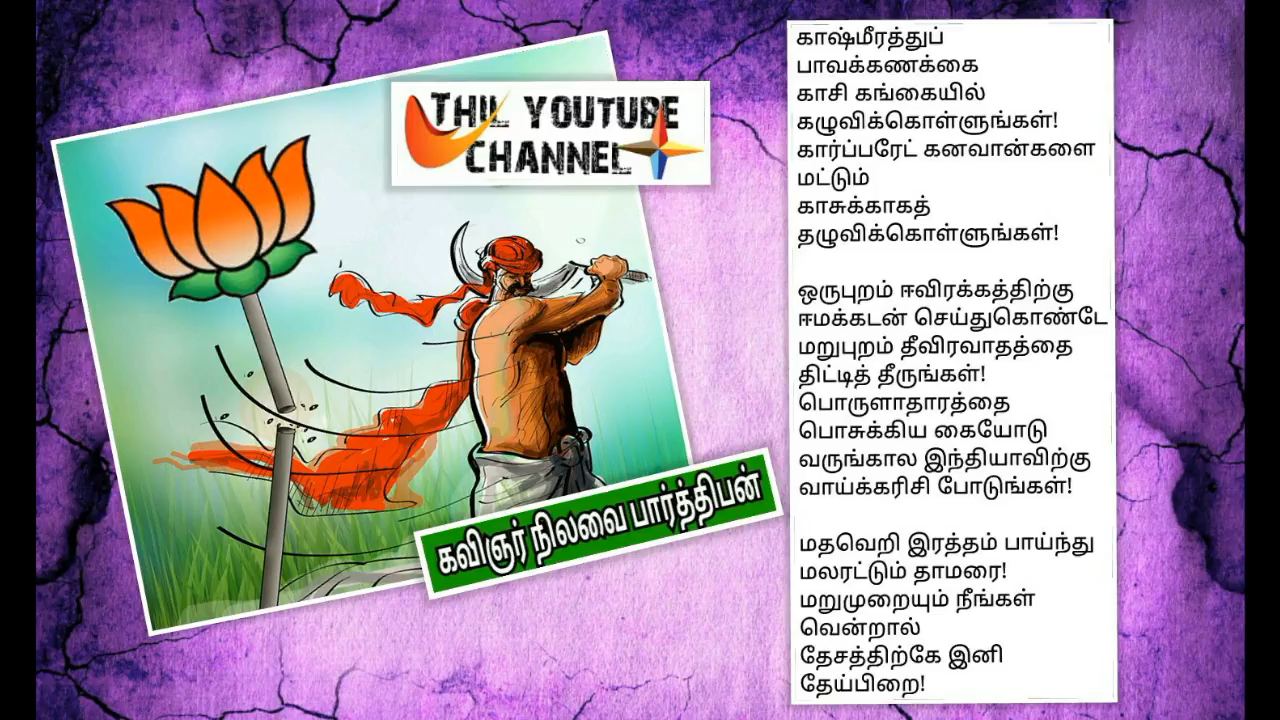 THIL YOUTUBE
CHANNEL
கவிஞர் நிலவை பார்த்திபன்
காஷ்மீரத்துப்
பாவக்கணக்கை
காசி கங்கையில்
கழுவிக்கொள்ளுங்கள்!
கார்ப்பரேட் கனவான்களை
மட்டும்
காசுக்காகத்
தழுவிக்கொள்ளுங்கள்!
ஒருபுறம் ஈவிரக்கத்திற்கு
ஈமக்கடன் செய்துகொண்டே
மறுபுறம் தீவிரவாதத்தை
திட்டித் தீருங்கள்!
பொருளாதாரத்தை
பொசுக்கிய கையோடு
வருங்கால இந்தியாவிற்கு
வாய்க்கரிசி போடுங்கள்!
மதவெறி இரத்தம் பாய்ந்து
மலரட்டும் தாமரை!
மறுமுறையும் நீங்கள்
வென்றால்
தேசத்திற்கே இனி
தேய்பிறை!